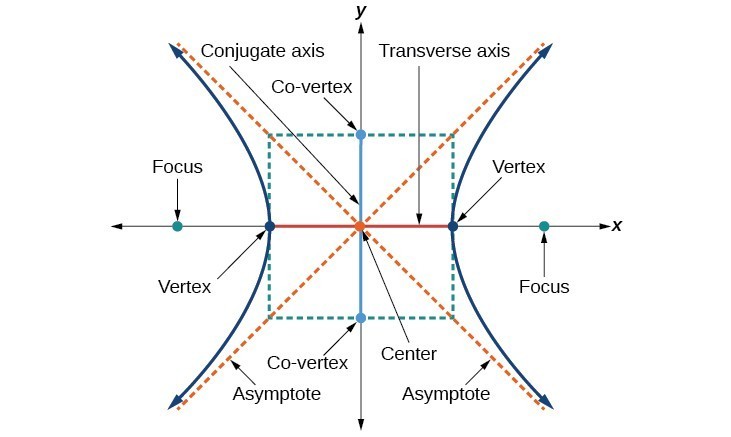 y
Conjugate axis
Transverse axis
Co-vertex
Focus
Vertex
x
Vertex
Focus
Co-vertex
Center
Asymptote
Asymptote